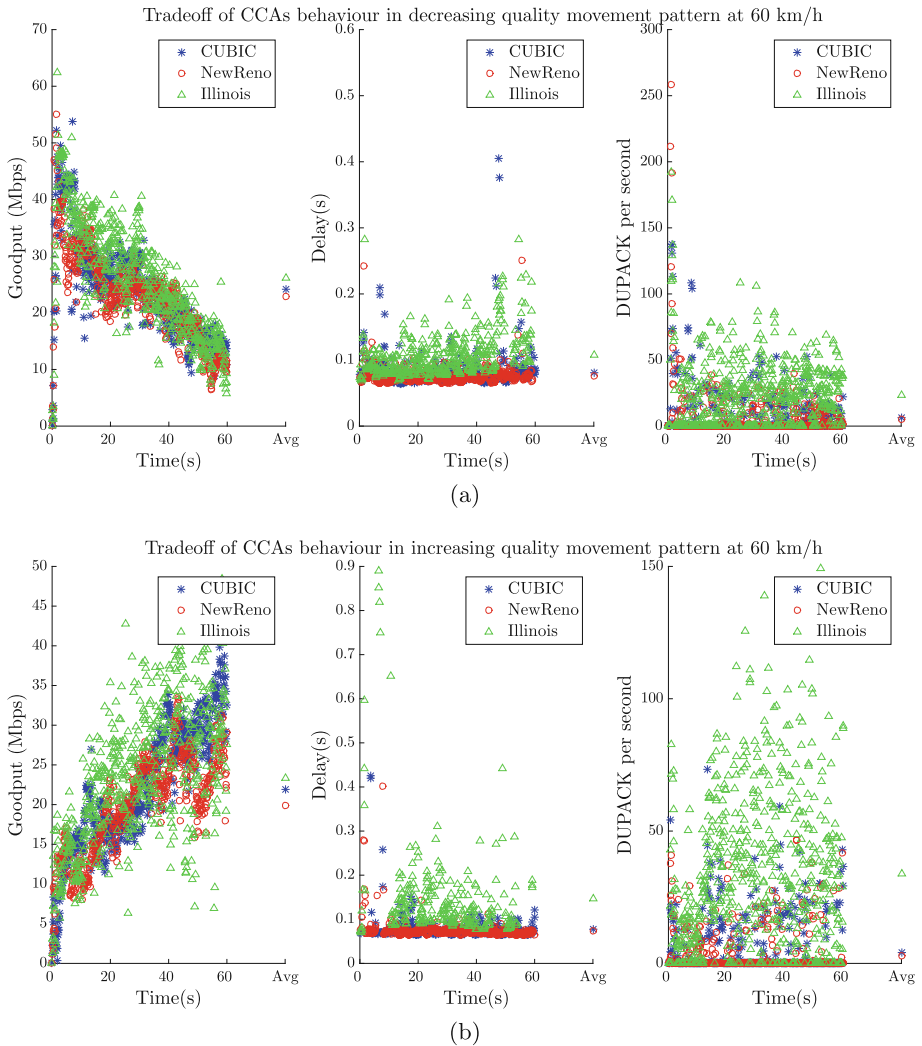 Tradeoff of CCAs behaviour in decreasing quality movement pattern at 60 km/h
70
60
50
40
30
20
10
0
Goodput (Mbps)
CUBIC
NewReno
Illinois
0 20 40 60 Avg
Time(s)
0.6
0.5
0.4
0.3
0.2
0.1
0
Delay(s)
CUBIC
NewReno
Illinois
0 20 40 60 Avg
Time(s)
300
250
200
150
100
50
0
DUPACK per second
CUBIC
NewReno
Illinois
0 20 40 60 Avg
Time(s)
(a)
Tradeoff of CCAs behaviour in increasing quality movement pattern at 60 km/h
50
45
40
35
30
25
20
15
10
5
0
Goodput (Mbps)
CUBIC
NewReno
Illinois
0 20 40 60 Avg
Time(s)
0.9
0.8
0.7
0.6
0.5
0.4
0.3
0.2
0.1
0
Delay(s)
CUBIC
NewReno
Illinois
0 20 40 60 Avg
Time(s)
150
100
50
0
DUPACK per second
CUBIC
NewReno
Illinois
0 20 40 60 Avg
Time(s)
(b)